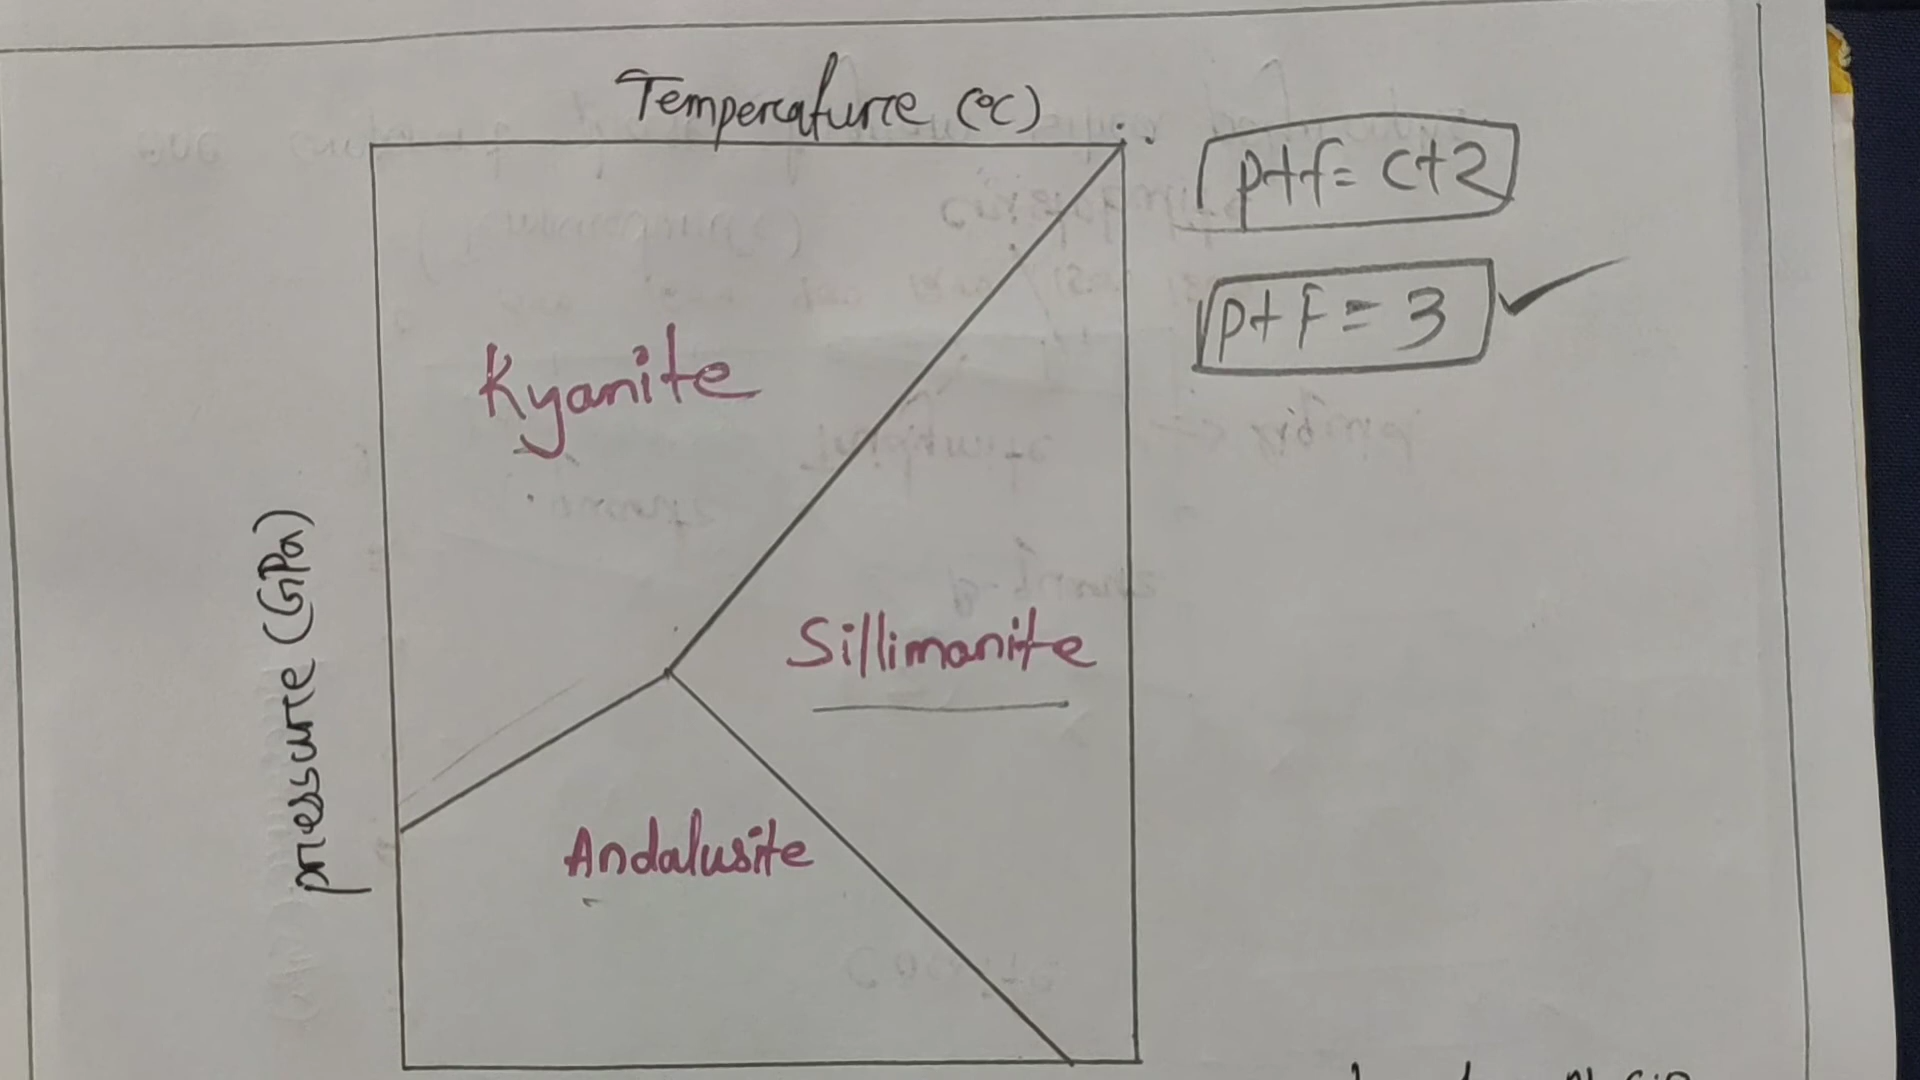 Temperature (°C)
p+f= c+2
p+F= 3
Kyanite
pressure (GPa)
Sillimanite
Andalusite